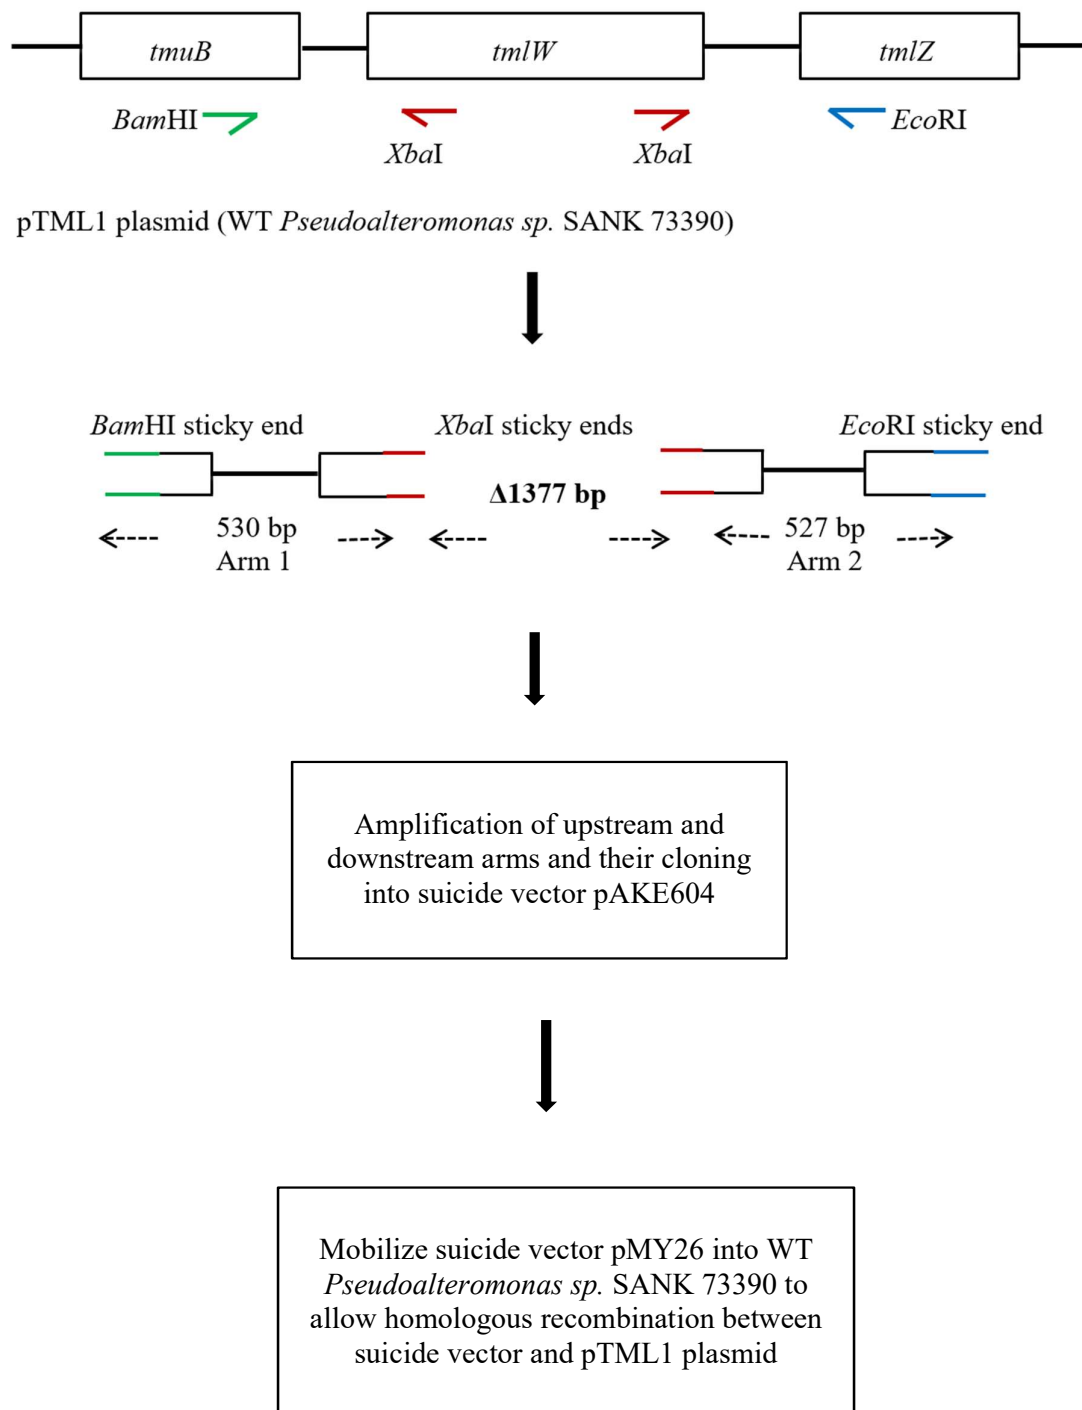 tmuB tmlW tmlZ
BamHI XbaI XbaI EcoRI
pTML1 plasmid (WT Pseudoalteromonas sp. SANK 73390)
BamHI sticky end XbaI sticky ends EcoRI sticky end
Δ1377 bp
530 bp 527 bp
Arm 1 Arm 2
Amplification of upstream and
downstream arms and their cloning
into suicide vector pAKE604
Mobilize suicide vector pMY26 into WT
Pseudoalteromonas sp. SANK 73390 to
allow homologous recombination between
suicide vector and pTML1 plasmid